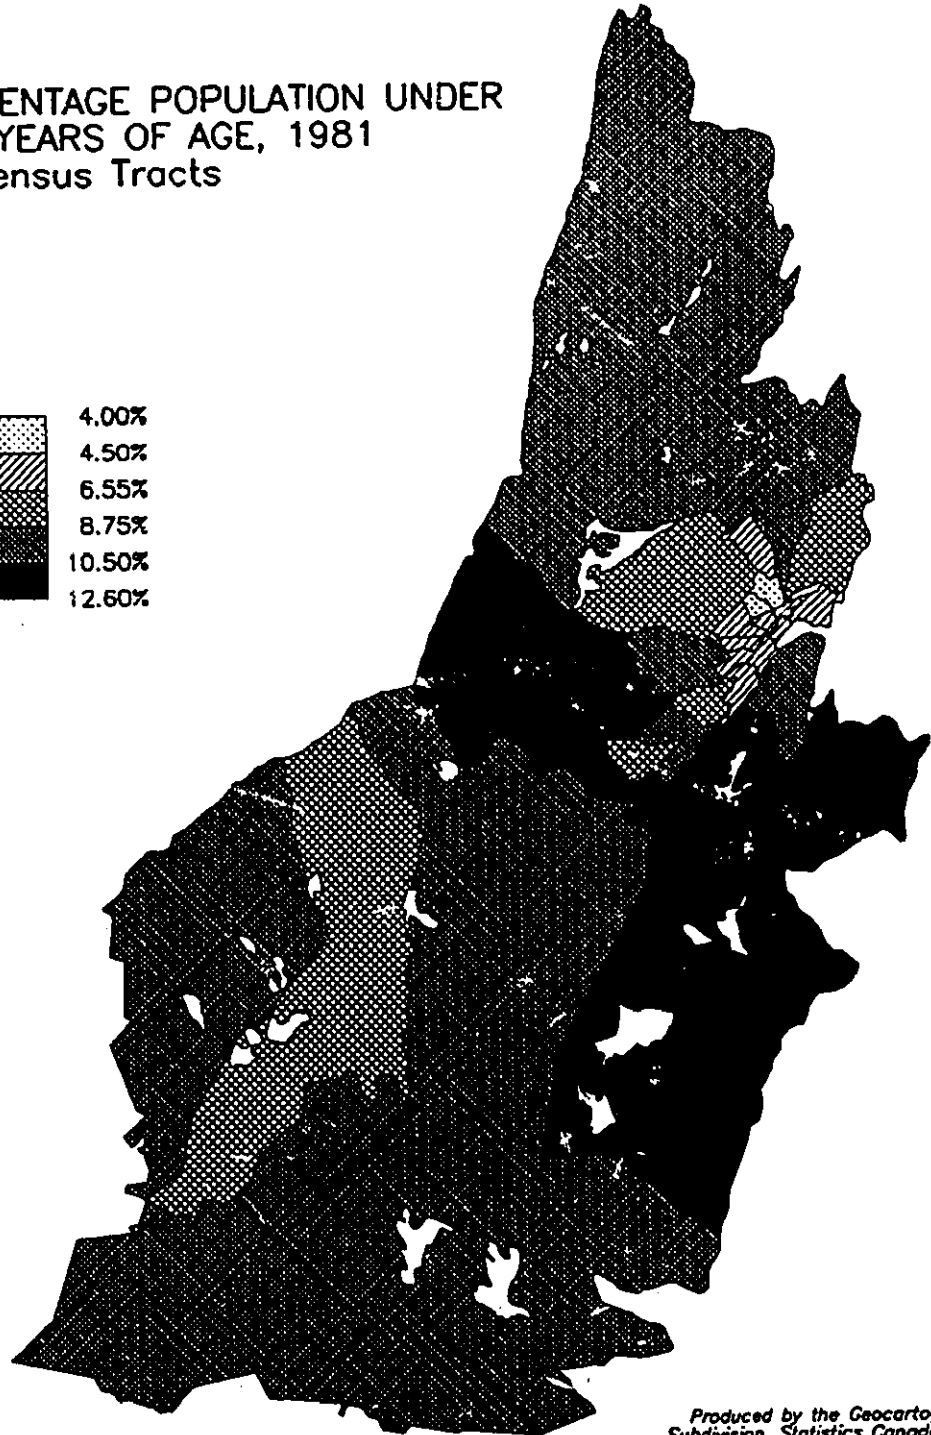 ENTAGE POPULATION UNDER
YEARS OF AGE, 1981
ensus Tracts
4.00%
4.50%
6.55%
8.75%
10.50%
12.60%
Produced by the Geocarto
Subdivision, Statistics Canad